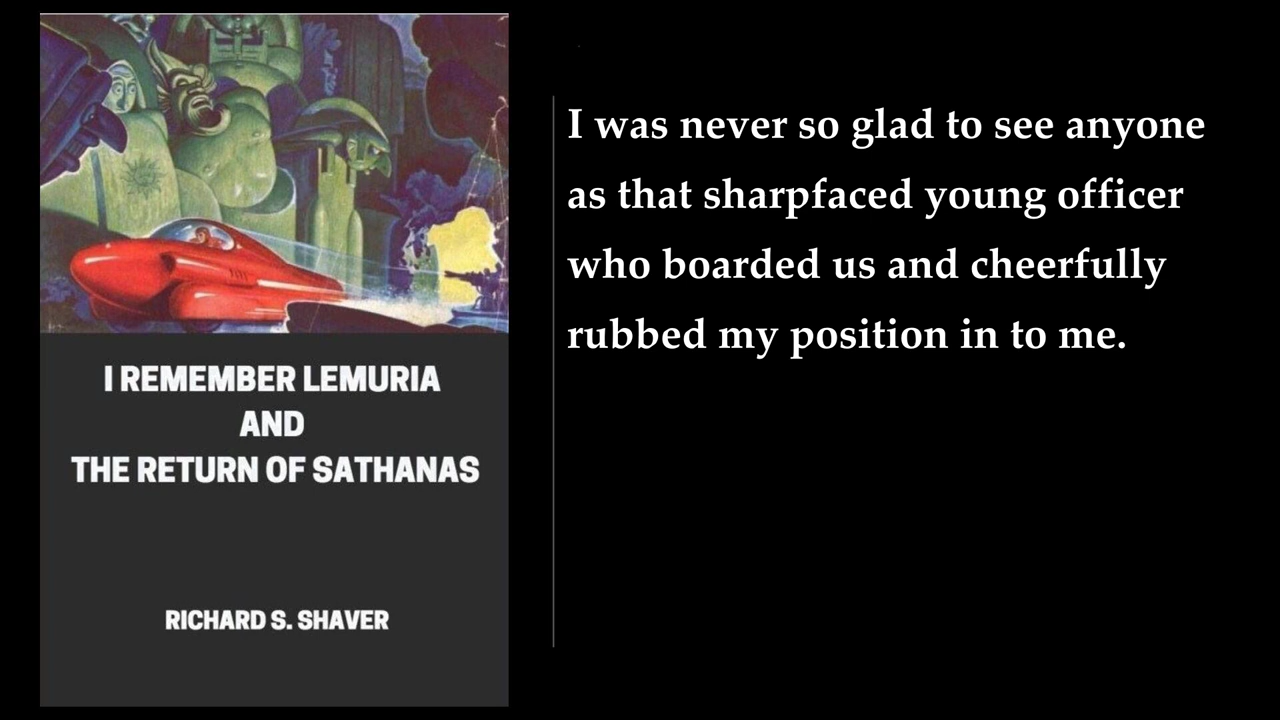 I REMEMBER LEMURIA
AND
THE RETURN OF SATHANAS
RICHARD S. SHAVER
I was never so glad to see anyone
as that sharpfaced young officer
who boarded us and cheerfully
rubbed my position in to me.